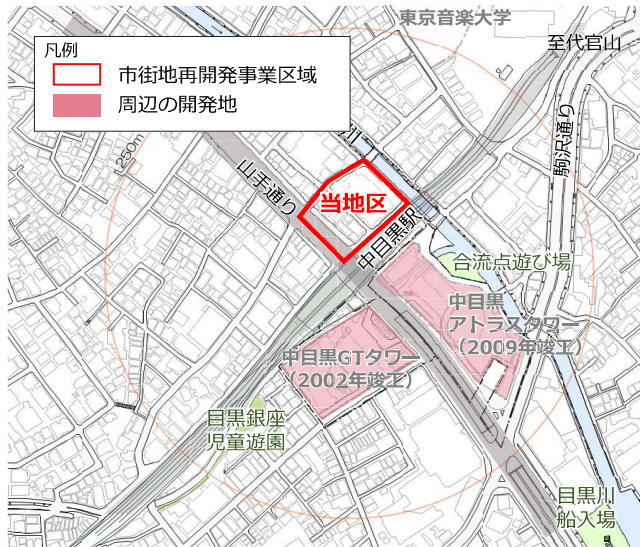 東京音楽大学
至代官山
凡例
市街地再開発事業区域
周辺の開発地
川
250m
山手通り
駒沢通り
当地区
中目黒駅
合流点遊び場
中目黒
アトラスタワー
（2009年竣工）
中目黒GTタワー
（2002年竣工）
目黒銀座
児童遊園
目黒川
船入場